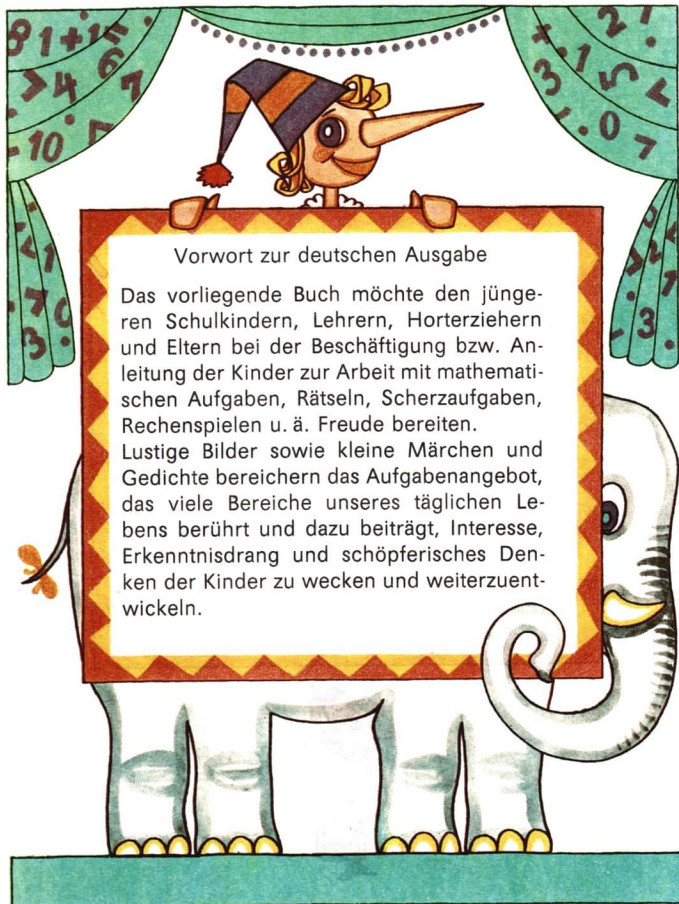 Vorwort zur deutschen Ausgabe
Das vorliegende Buch möchte den jünge-
ren Schulkindern, Lehrern, Horterziehern
und Eltern bei der Beschäftigung bzw. An-
leitung der Kinder zur Arbeit mit mathemati-
schen Aufgaben, Rätseln, Scherzaufgaben,
Rechenspielen u. ä. Freude bereiten.
Lustige Bilder sowie kleine Märchen und
Gedichte bereichern das Aufgabenangebot,
das viele Bereiche unseres täglichen Le-
bens berührt und dazu beiträgt, Interesse,
Erkenntnisdrang und schöpferisches Den-
ken der Kinder zu wecken und weiterzuent-
wickeln.